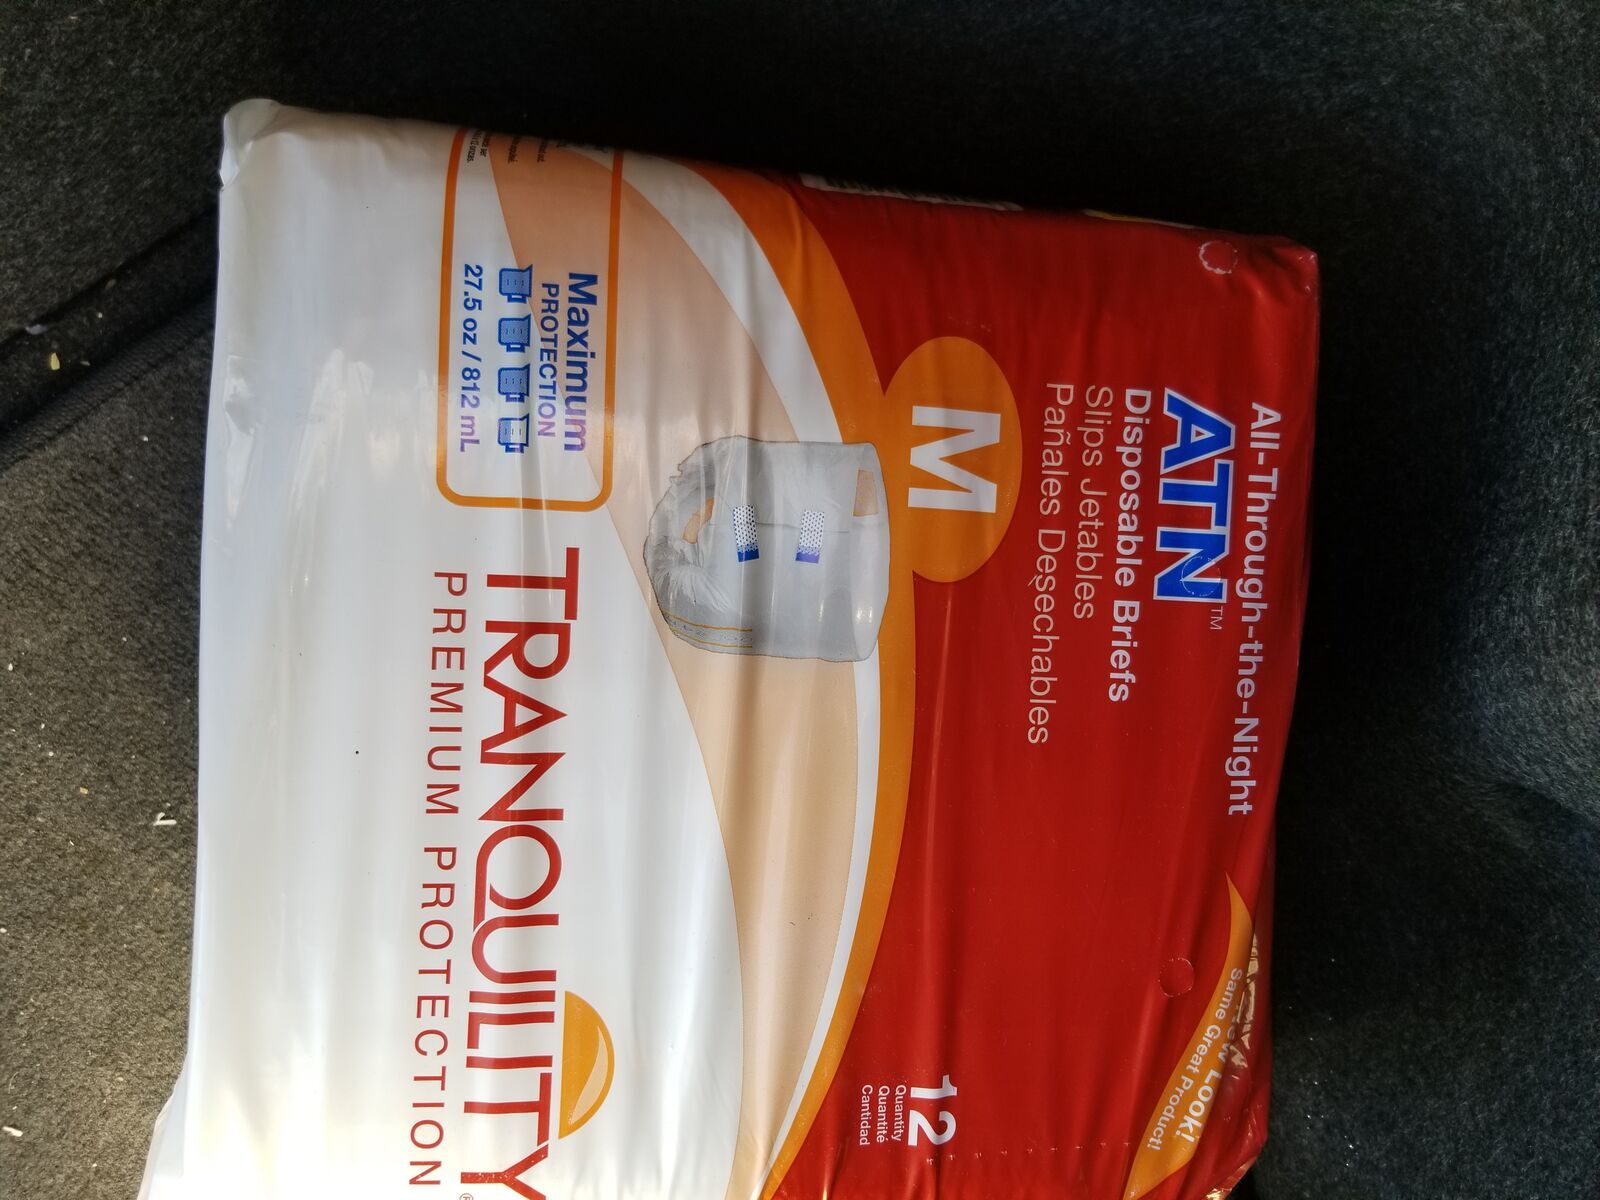 All-Through-the-Night
ATN™
Disposable Briefs
Slips Jetables
Pañales Desechables
New Look!
Same Great Product!
M
12
Quantity
Quantité
Cantidad
Maximum
PROTECTION
27.5 oz / 812 mL
TRANQUILITY®
PREMIUM PROTECTION